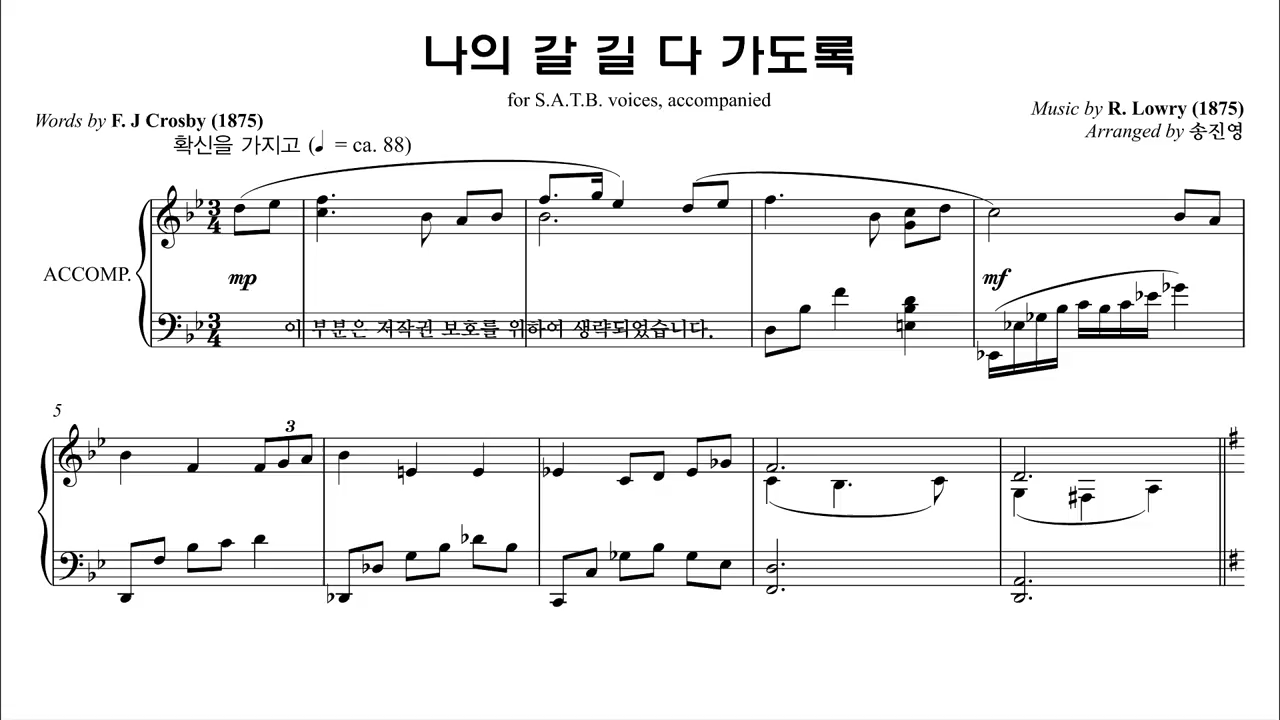 나의 갈 길 다 가도록
for S.A.T.B. voices, accompanied
Words by F. J Crosby (1875)
Music by R. Lowry (1875)
Arranged by 송진영
확신을 가지고 (♩ = ca. 88)
ACCOMP.
mp
mf
이 부분은 저작권 보호를 위하여 생략되었습니다.
5
3